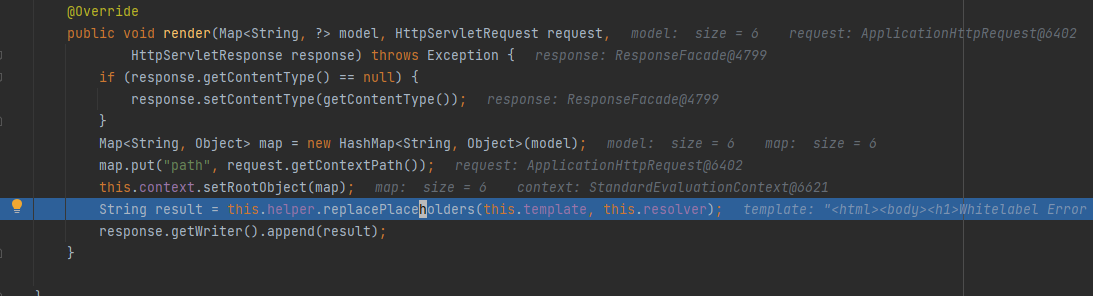 @Override
public void render(Map<String, ?> model, HttpServletRequest request,   model:  size = 6    request: ApplicationHttpRequest@6402
        HttpServletResponse response) throws Exception {   response: ResponseFacade@4799
    if (response.getContentType() == null) {
        response.setContentType(getContentType());   response: ResponseFacade@4799
    }
    Map<String, Object> map = new HashMap<String, Object>(model);   model:  size = 6    map:  size = 6
    map.put("path", request.getContextPath());   request: ApplicationHttpRequest@6402
    this.context.setRootObject(map);   map:  size = 6    context: StandardEvaluationContext@6621
    String result = this.helper.replacePlaceholders(this.template, this.resolver);   template: "<html><body><h1>Whitelabel Error
    response.getWriter().append(result);
}
}